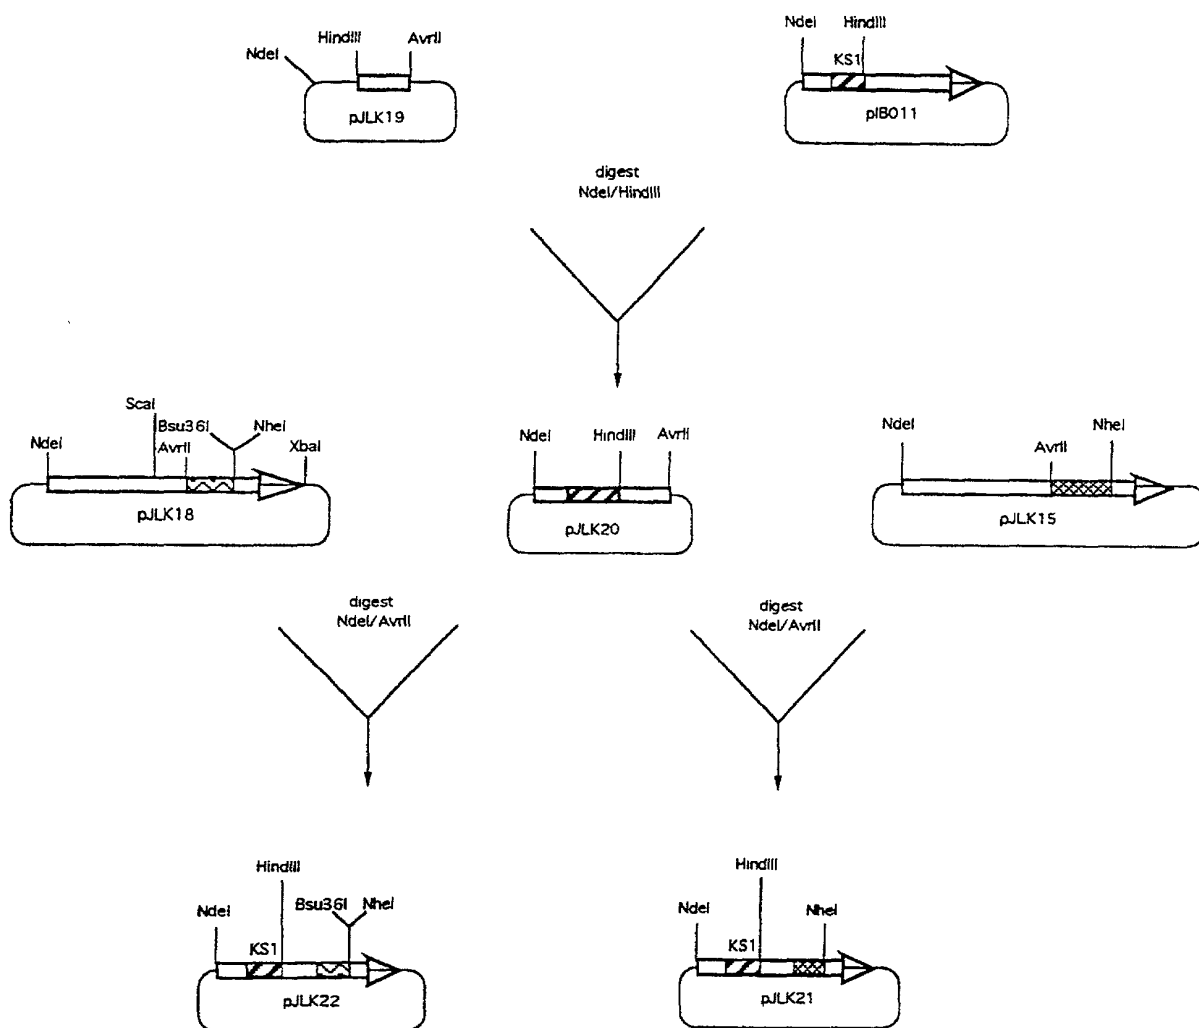 NdeI
HindIII
AvrII
pJLK19
NdeI
HindIII
KS1
pIB011
digest
NdeI/HindIII
NdeI
ScaI
Bsu36I
AvrII
NheI
XbaI
pJLK18
NdeI
HindIII
AvrII
pJLK20
NdeI
AvrII
NheI
pJLK15
digest
NdeI/AvrII
digest
NdeI/AvrII
NdeI
KS1
HindIII
Bsu36I
NheI
pJLK22
NdeI
KS1
HindIII
NheI
pJLK21